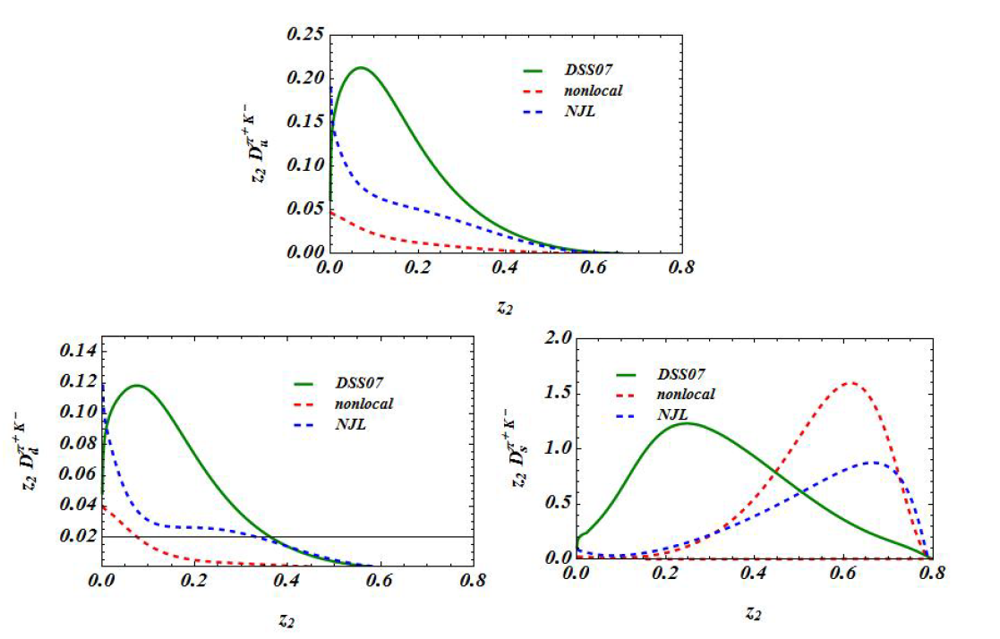 0.25
0.20
0.15
0.10
0.05
0.00
z₂ D_u^{π⁺K⁻}
DSS07
nonlocal
NJL
0.0 0.2 0.4 0.6 0.8
z₂
0.14
0.12
0.10
0.08
0.06
0.04
0.02
z₂ D_d^{π⁺K⁻}
DSS07
nonlocal
NJL
0.0 0.2 0.4 0.6 0.8
z₂
2.0
1.5
1.0
0.5
0.0
z₂ D_s^{π⁺K⁻}
DSS07
nonlocal
NJL
0.0 0.2 0.4 0.6 0.8
z₂